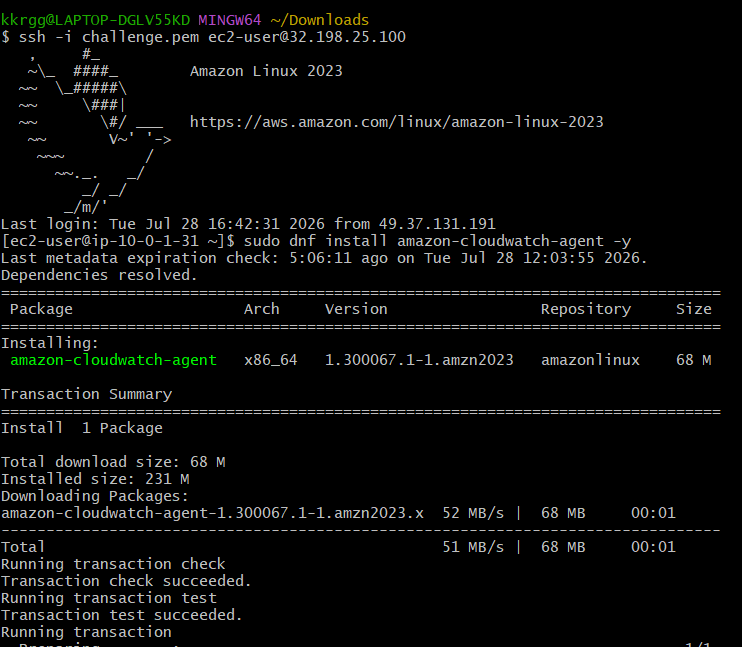 kkrgg@LAPTOP-DGLV55KD MINGW64 ~/Downloads
$ ssh -i challenge.pem ec2-user@32.198.25.100
   ,     #_
   ~\_  ####_        Amazon Linux 2023
  ~~  \_#####\
  ~~     \###|
  ~~       \#/ ___   https://aws.amazon.com/linux/amazon-linux-2023
   ~~       V~' '->
    ~~~         /
      ~~._.   _/
         _/ _/
       _/m/'
Last login: Tue Jul 28 16:42:31 2026 from 49.37.131.191
[ec2-user@ip-10-0-1-31 ~]$ sudo dnf install amazon-cloudwatch-agent -y
Last metadata expiration check: 5:06:11 ago on Tue Jul 28 12:03:55 2026.
Dependencies resolved.
================================================================================
 Package                   Arch     Version                 Repository     Size
================================================================================
Installing:
 amazon-cloudwatch-agent   x86_64   1.300067.1-1.amzn2023   amazonlinux    68 M

Transaction Summary
================================================================================
Install  1 Package

Total download size: 68 M
Installed size: 231 M
Downloading Packages:
amazon-cloudwatch-agent-1.300067.1-1.amzn2023.x  52 MB/s |  68 MB     00:01
--------------------------------------------------------------------------------
Total                                            51 MB/s |  68 MB     00:01
Running transaction check
Transaction check succeeded.
Running transaction test
Transaction test succeeded.
Running transaction
  Preparing        :                                                        1/1